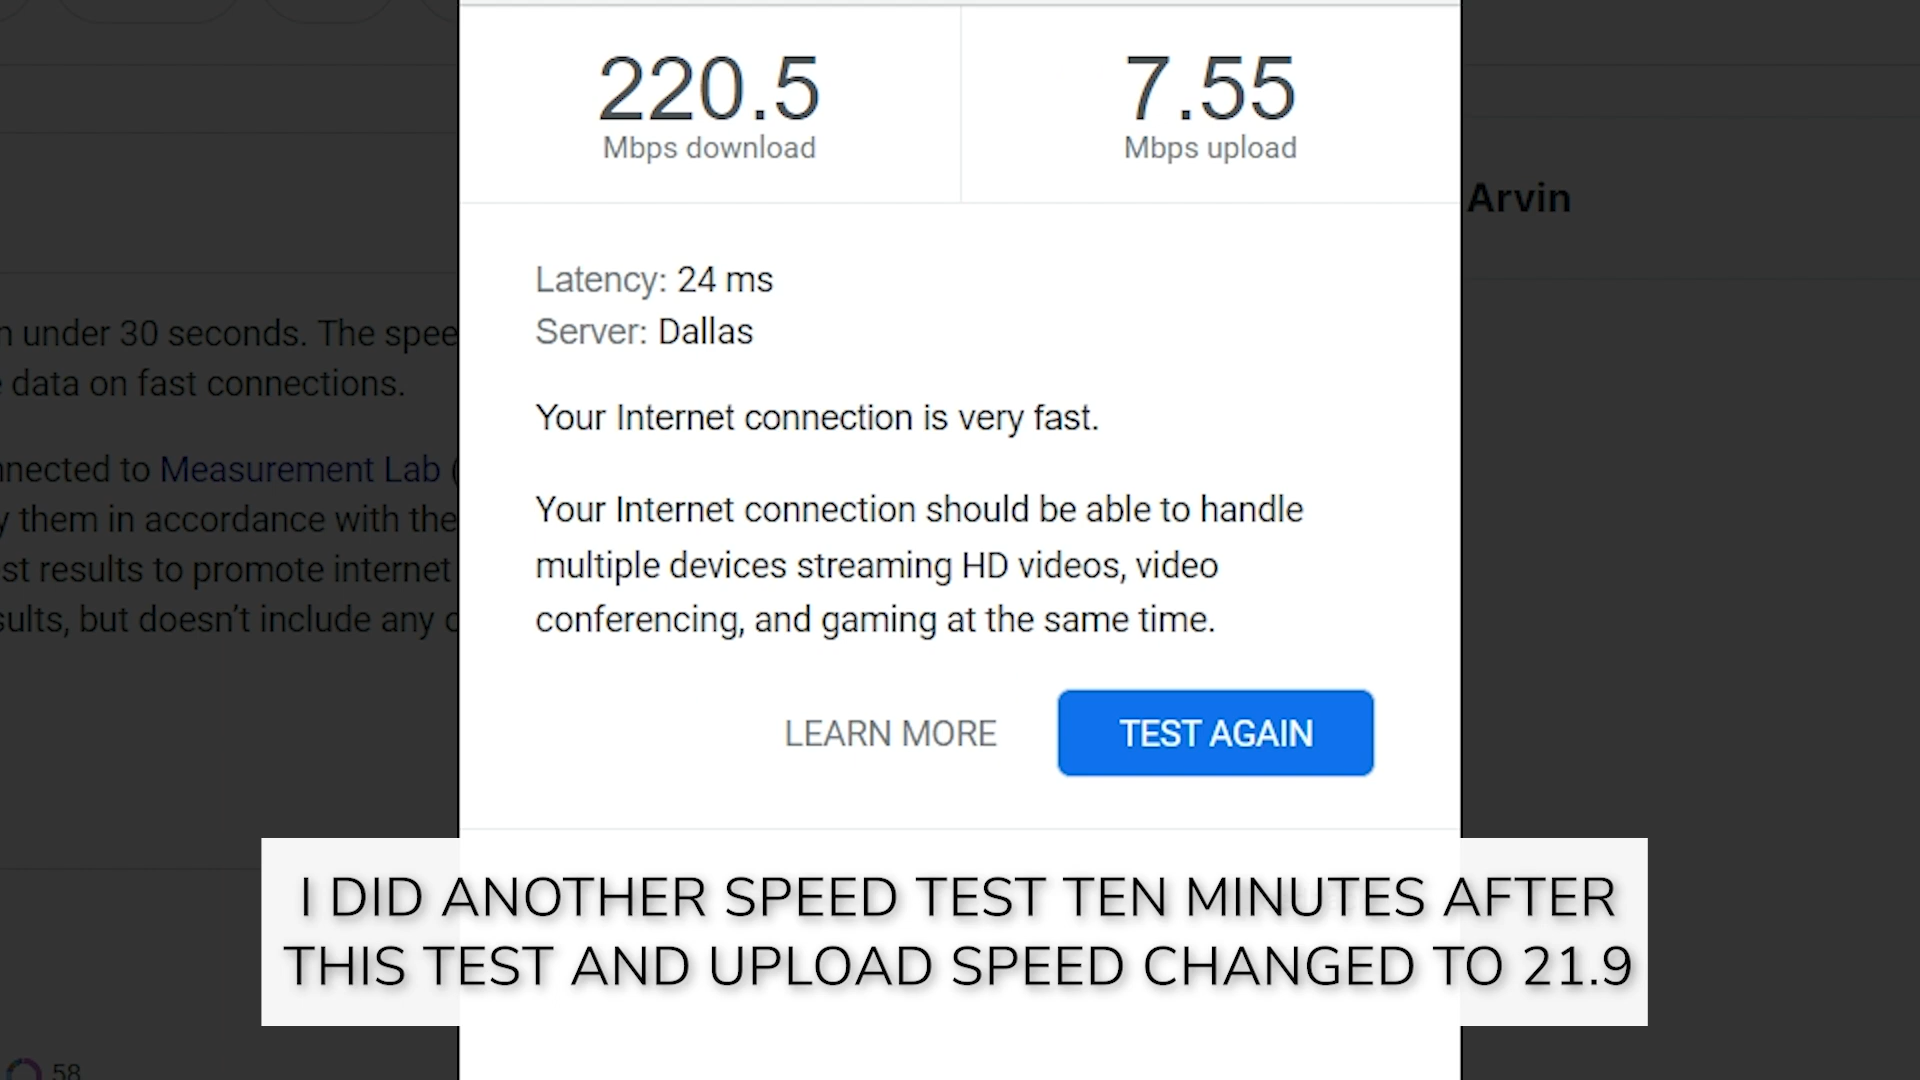 220.5
Mbps download
7.55
Mbps upload
Arvin
Latency: 24 ms
Server: Dallas
under 30 seconds. The
data on fast connections.
Your Internet connection is very fast.
to Measurement Lab (
them in accordance with the
results to promote internet
but doesn't include any
Your Internet connection should be able to handle
multiple devices streaming HD videos, video
conferencing, and gaming at the same time.
LEARN MORE
TEST AGAIN
I DID ANOTHER SPEED TEST TEN MINUTES AFTER
THIS TEST AND UPLOAD SPEED CHANGED TO 21.9
58